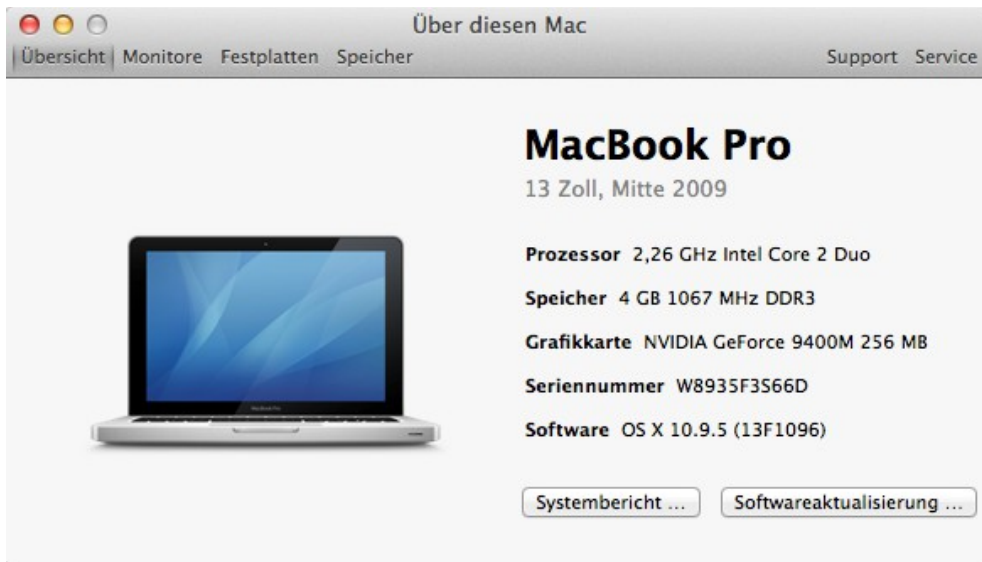 Über diesen Mac
Übersicht Monitore Festplatten Speicher Support Service
MacBook Pro
13 Zoll, Mitte 2009
Prozessor 2,26 GHz Intel Core 2 Duo
Speicher 4 GB 1067 MHz DDR3
Grafikkarte NVIDIA GeForce 9400M 256 MB
Seriennummer W8935F3S66D
Software OS X 10.9.5 (13F1096)
Systembericht ... Softwareaktualisierung ...